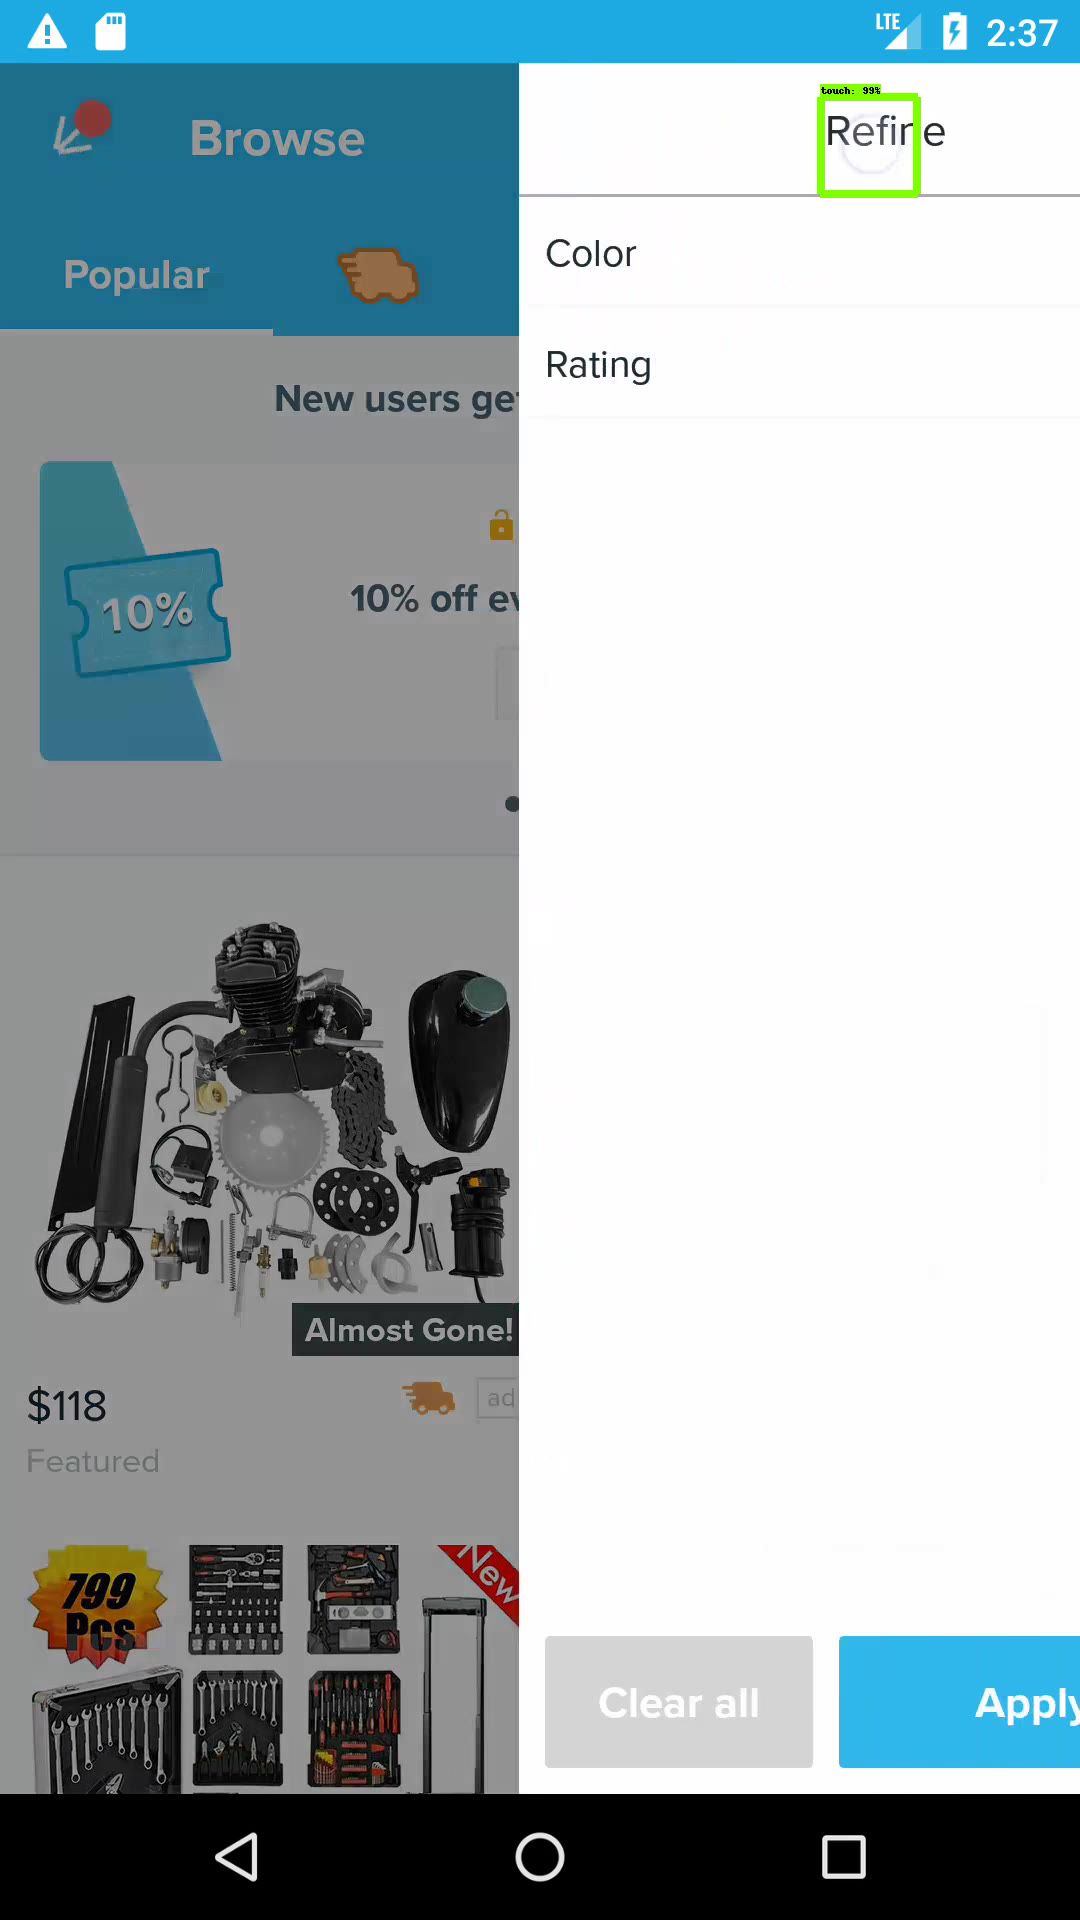 LTE 2:37
touch: 99%
Browse
Refine
Popular
Color
Rating
New users get
10%
10% off ev
Almost Gone!
$118
ad
Featured
799
Pcs
New
Clear all
Apply